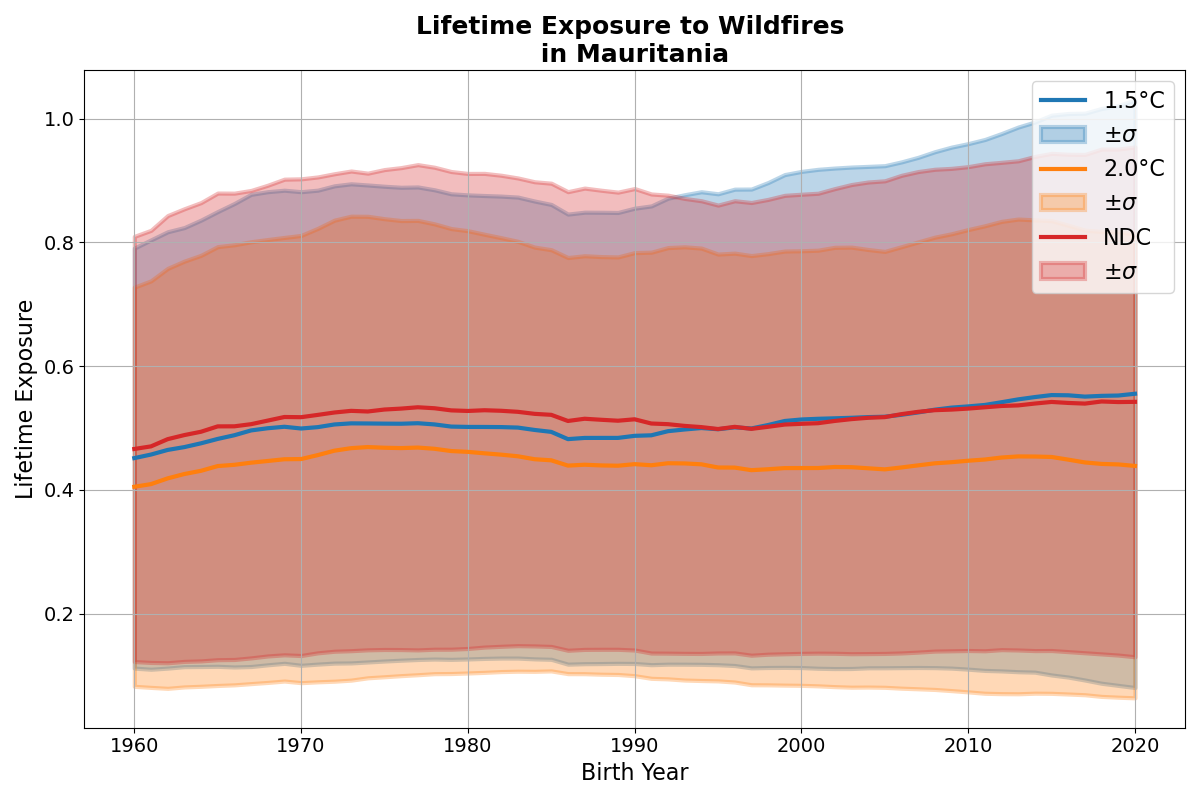 Lifetime Exposure to Wildfires
in Mauritania
Lifetime Exposure
1.0
0.8
0.6
0.4
0.2
1960 1970 1980 1990 2000 2010 2020
Birth Year
1.5°C
±σ
2.0°C
±σ
NDC
±σ